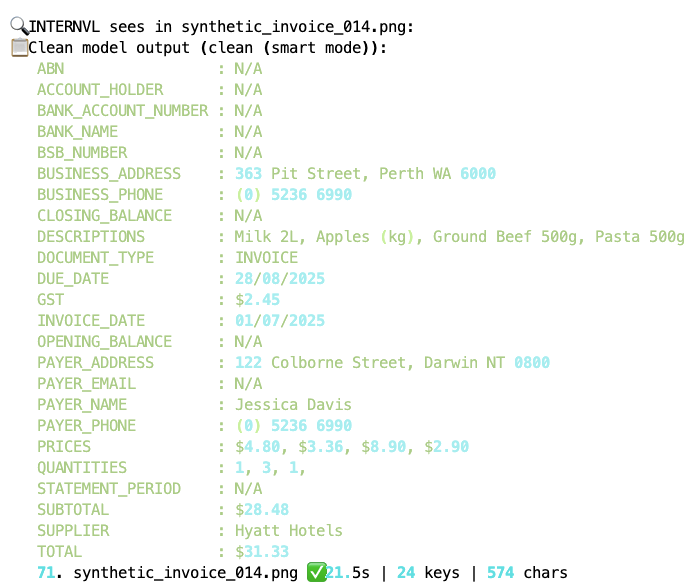 INTERNVL sees in synthetic_invoice_014.png:
Clean model output (clean (smart mode)):
ABN : N/A
ACCOUNT_HOLDER : N/A
BANK_ACCOUNT_NUMBER : N/A
BANK_NAME : N/A
BSB_NUMBER : N/A
BUSINESS_ADDRESS : 363 Pit Street, Perth WA 6000
BUSINESS_PHONE : (0) 5236 6990
CLOSING_BALANCE : N/A
DESCRIPTIONS : Milk 2L, Apples (kg), Ground Beef 500g, Pasta 500g
DOCUMENT_TYPE : INVOICE
DUE_DATE : 28/08/2025
GST : $2.45
INVOICE_DATE : 01/07/2025
OPENING_BALANCE : N/A
PAYER_ADDRESS : 122 Colborne Street, Darwin NT 0800
PAYER_EMAIL : N/A
PAYER_NAME : Jessica Davis
PAYER_PHONE : (0) 5236 6990
PRICES : $4.80, $3.36, $8.90, $2.90
QUANTITIES : 1, 3, 1,
STATEMENT_PERIOD : N/A
SUBTOTAL : $28.48
SUPPLIER : Hyatt Hotels
TOTAL : $31.33
71. synthetic_invoice_014.png ✅21.5s | 24 keys | 574 chars